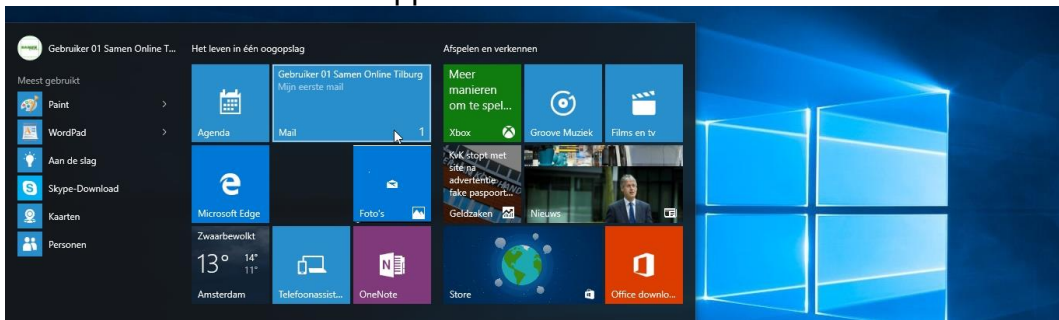 Gebruiker 01 Samen Online T...
Meest gebruikt
Paint
WordPad
Aan de slag
Skype-Download
Kaarten
Personen
Het leven in één oogopslag
Agenda
Gebruiker 01 Samen Online Tilburg
Mijn eerste mail
Mail 1
Microsoft Edge
Foto's
Zwaarbewolkt
13° 14°
11°
Amsterdam
Telefoonassist...
OneNote
Afspelen en verkennen
Meer
manieren
om te spel...
Xbox
Groove Muziek
Films en tv
KvK stopt met
site na
advertentie
fake paspoort...
Geldzaken
Nieuws
Store
Office downlo...